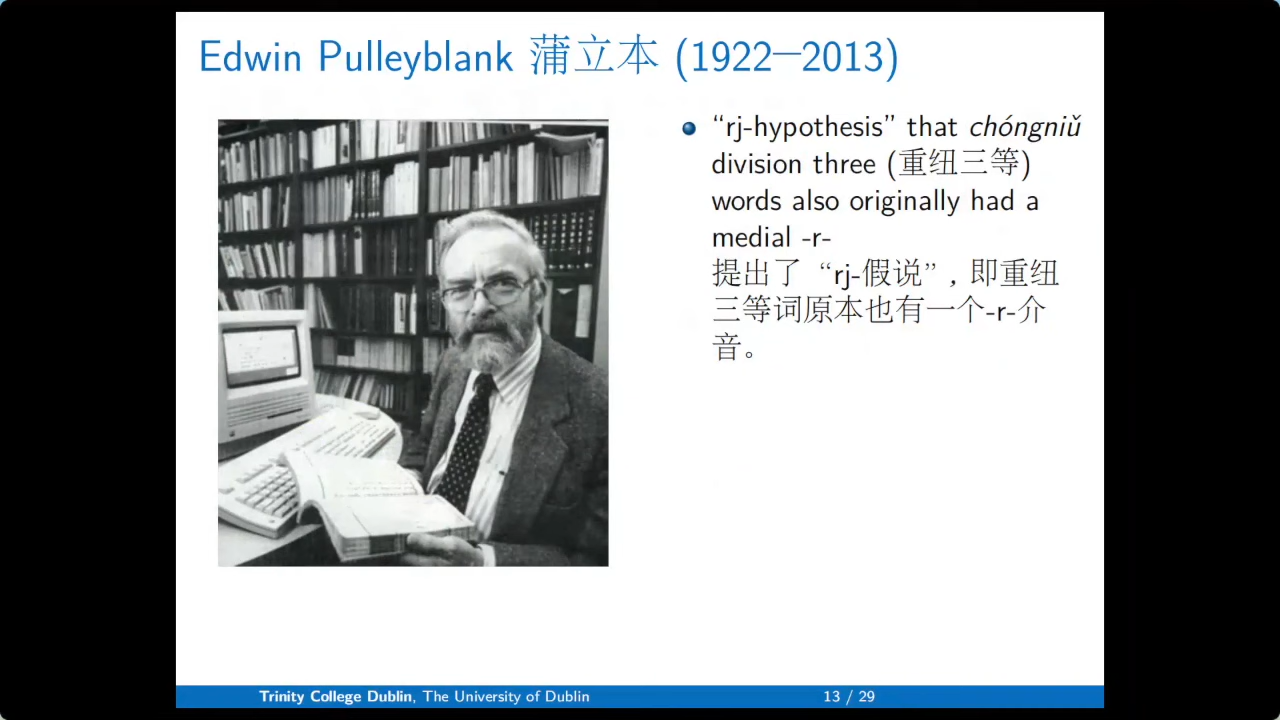 Edwin Pulleyblank 蒲立本 (1922–2013)
“rj-hypothesis” that chóngniǔ
division three (重纽三等)
words also originally had a
medial -r-
提出了 “rj-假说”, 即重纽
三等词原本也有一个-r-介
音。
Trinity College Dublin, The University of Dublin
13 / 29